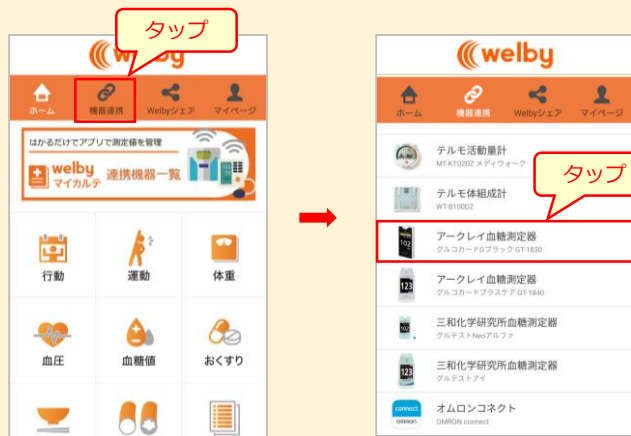 タップ
welby
ホーム
機器連携
Welbyシェア
マイページ
はかるだけでアプリで測定値を管理
welby
マイカルテ
連携機器一覧
行動
運動
体重
血圧
血糖値
おくすり
welby
ホーム
機器連携
Welbyシェア
マイページ
テルモ活動量計
MT-KT02DZ メディウォーク
タップ
テルモ体組成計
WT-B100DZ
アークレイ血糖測定器
グルコカードGブラック GT-1830
アークレイ血糖測定器
グルコカードプラスケア GT-1840
三和化学研究所血糖測定器
グルテストNeoアルファ
三和化学研究所血糖測定器
グルテストアイ
connect
omron
オムロンコネクト
OMRON connect